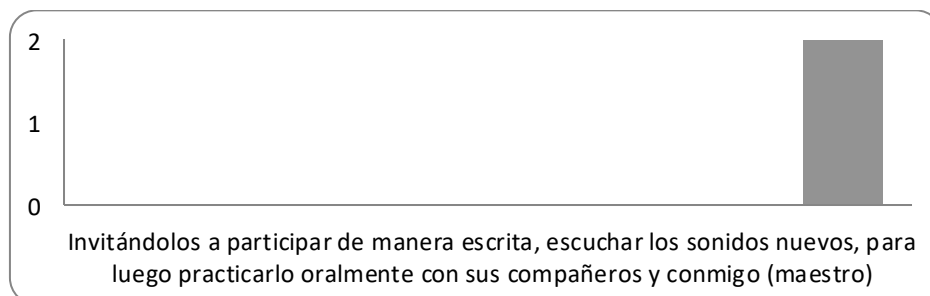 2
1
0
Invitándolos a participar de manera escrita, escuchar los sonidos nuevos, para
luego practicarlo oralmente con sus compañeros y conmigo (maestro)